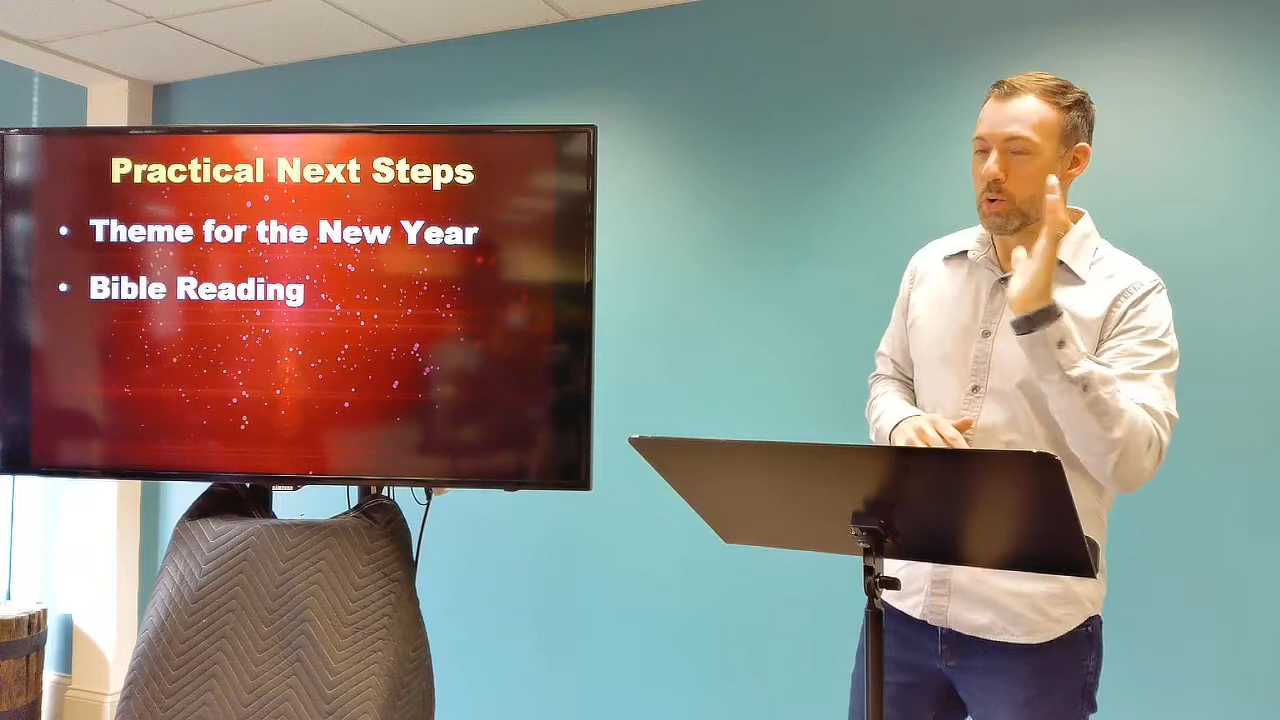 Practical Next Steps
• Theme for the New Year
• Bible Reading